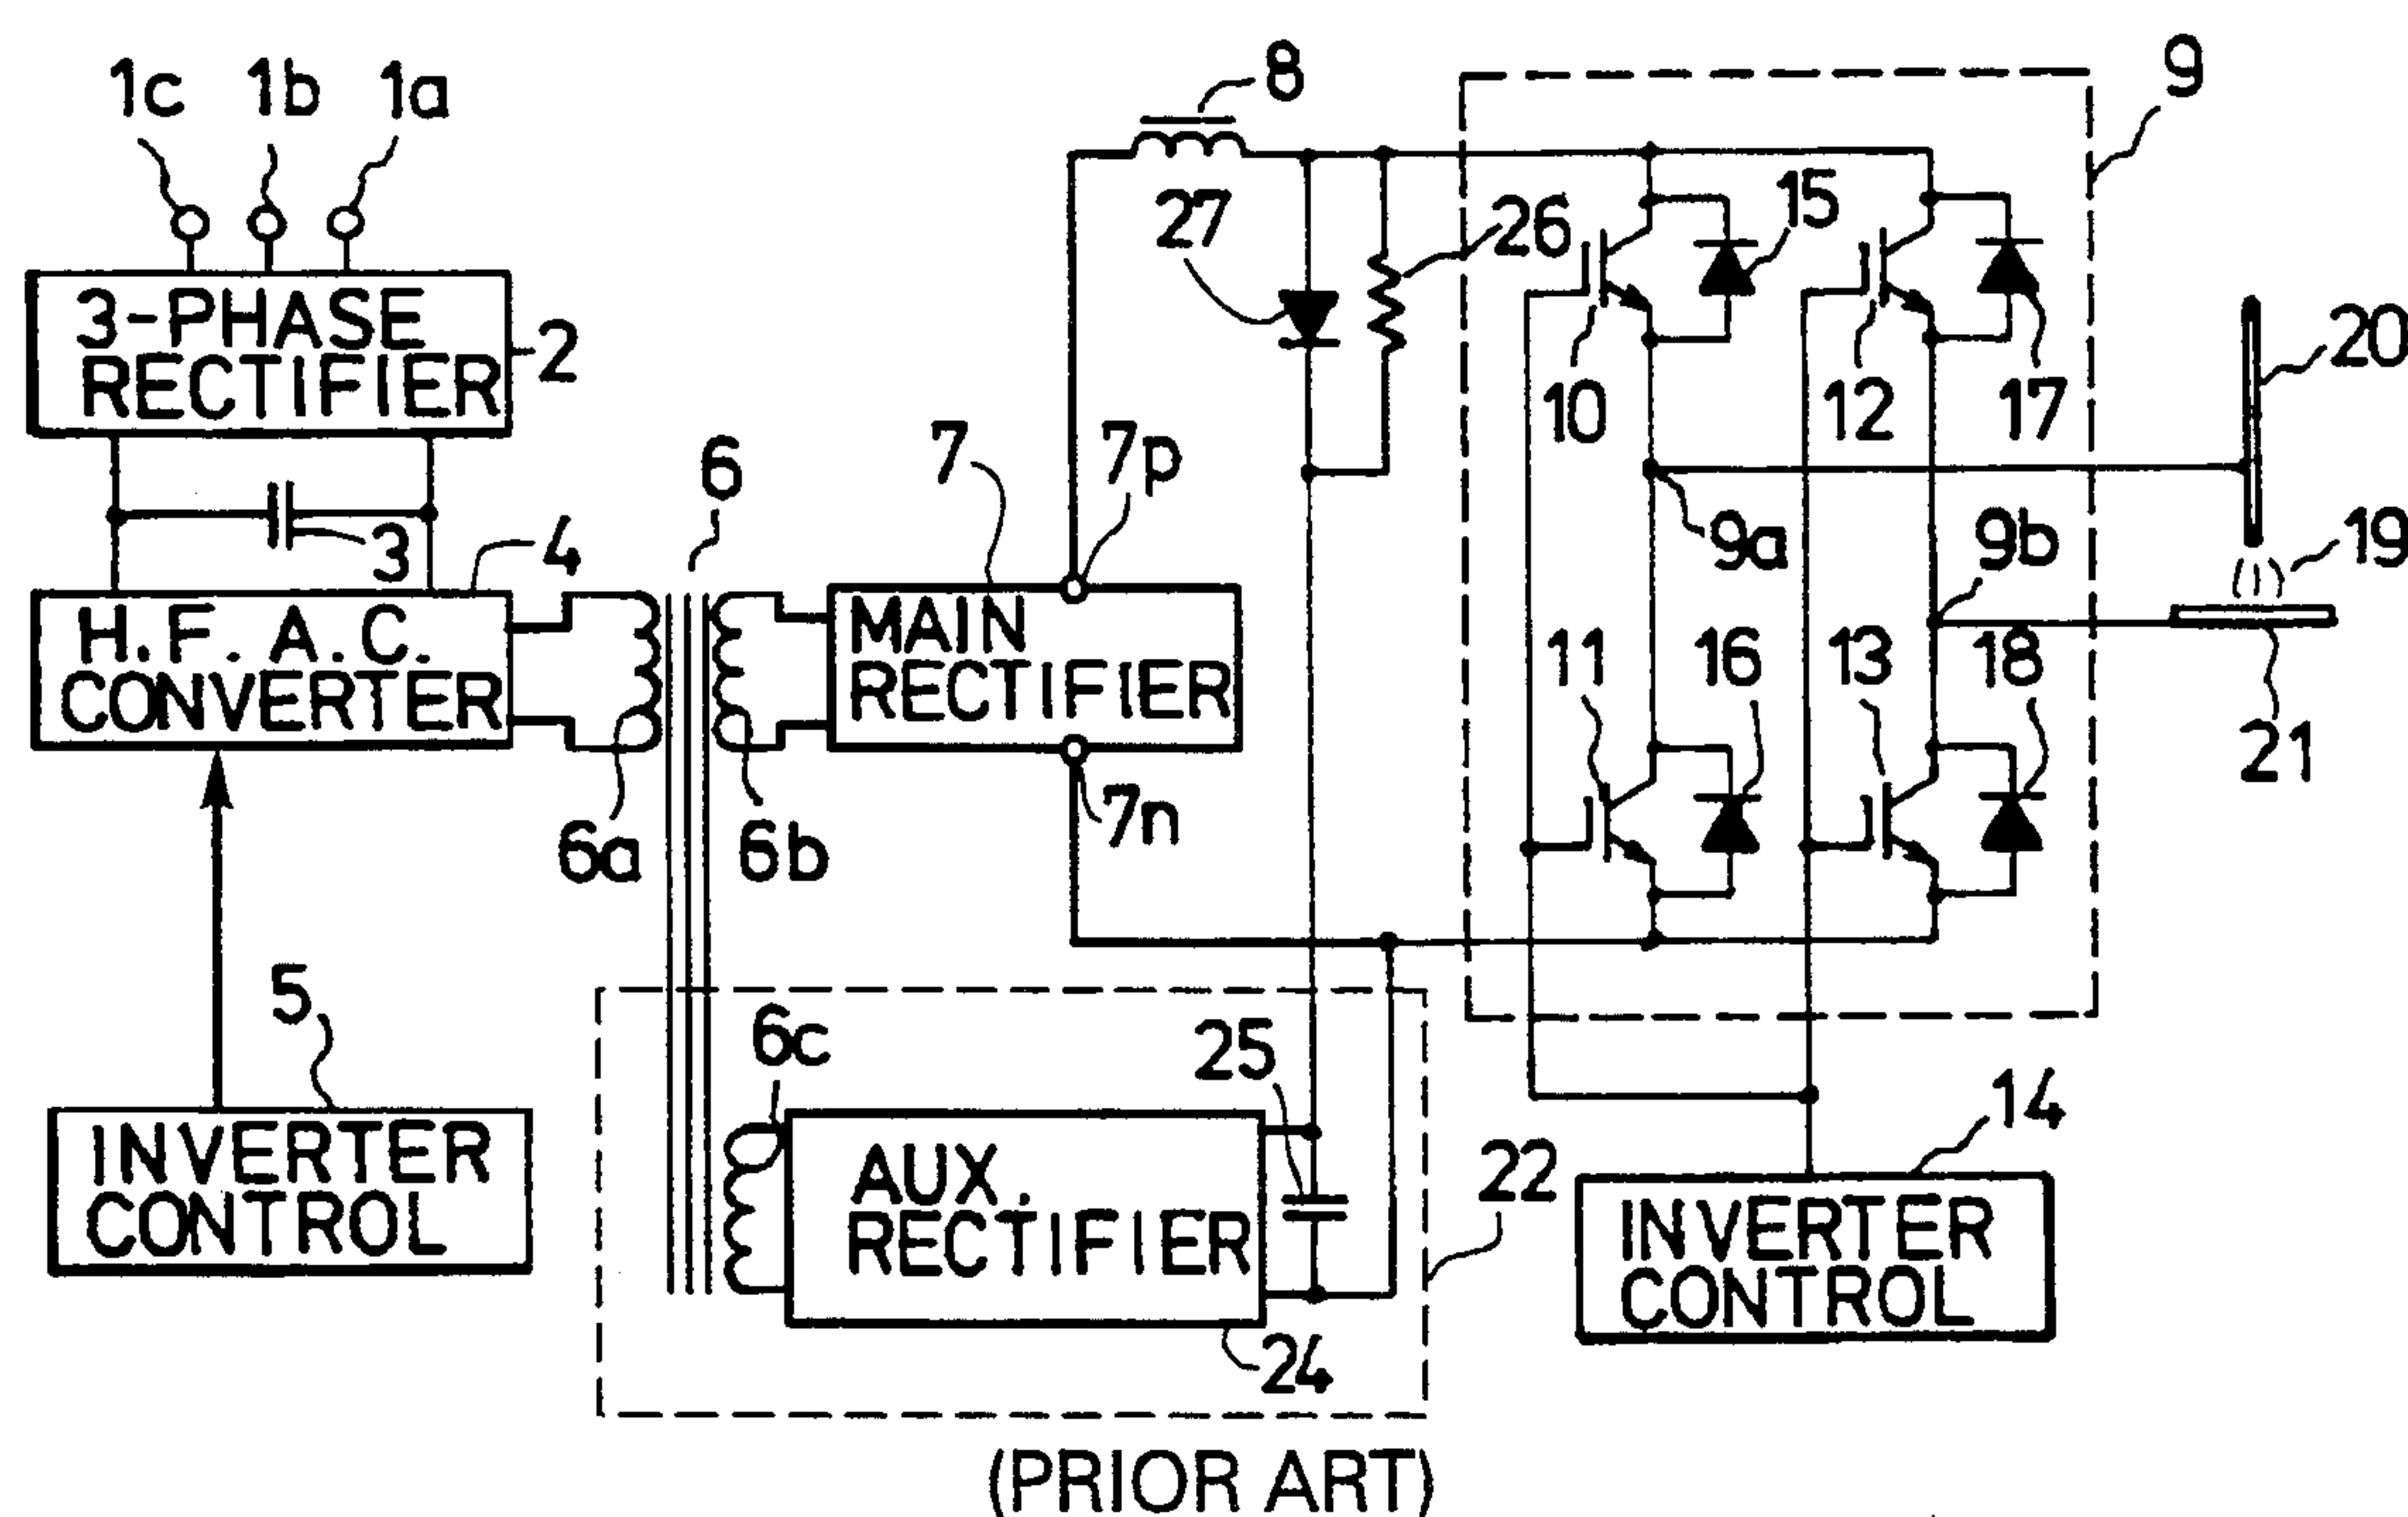 1c 1b 1a
8
9
27
26
15
3-PHASE
RECTIFIER
2
20
10
12
17
6
7
7p
3
4
9a
9b
19
H.F. A.C.
CONVERTER
MAIN
RECTIFIER
11
16
13
18
21
6a
6b
7n
5
6c
25
14
INVERTER
CONTROL
AUX.
RECTIFIER
22
INVERTER
CONTROL
24
(PRIOR ART)